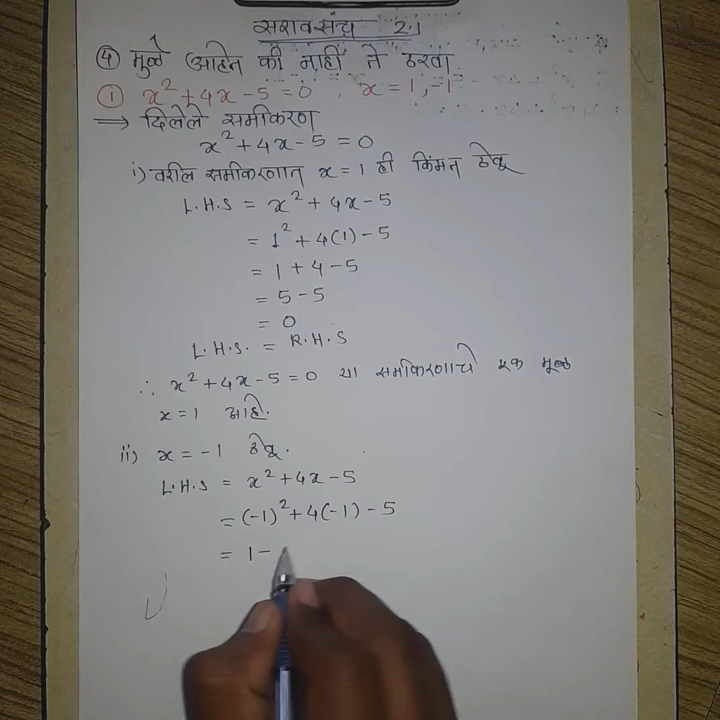 सरावसंच 2.1
④ मुळे आहेत की नाहीं ते ठरवा.
① x² + 4x - 5 = 0 , x = 1, -1
⇒ दिलेले समीकरण
x² + 4x - 5 = 0
i) वरील समीकरणात x = 1 ही किंमत ठेवू
L.H.S = x² + 4x - 5
= 1² + 4(1) - 5
= 1 + 4 - 5
= 5 - 5
= 0
L.H.S. = R.H.S
∴ x² + 4x - 5 = 0 या समीकरणाचे एक मूळ
x = 1 आहे.
ii) x = -1 ठेवू.
L.H.S = x² + 4x - 5
= (-1)² + 4(-1) - 5
= 1 -